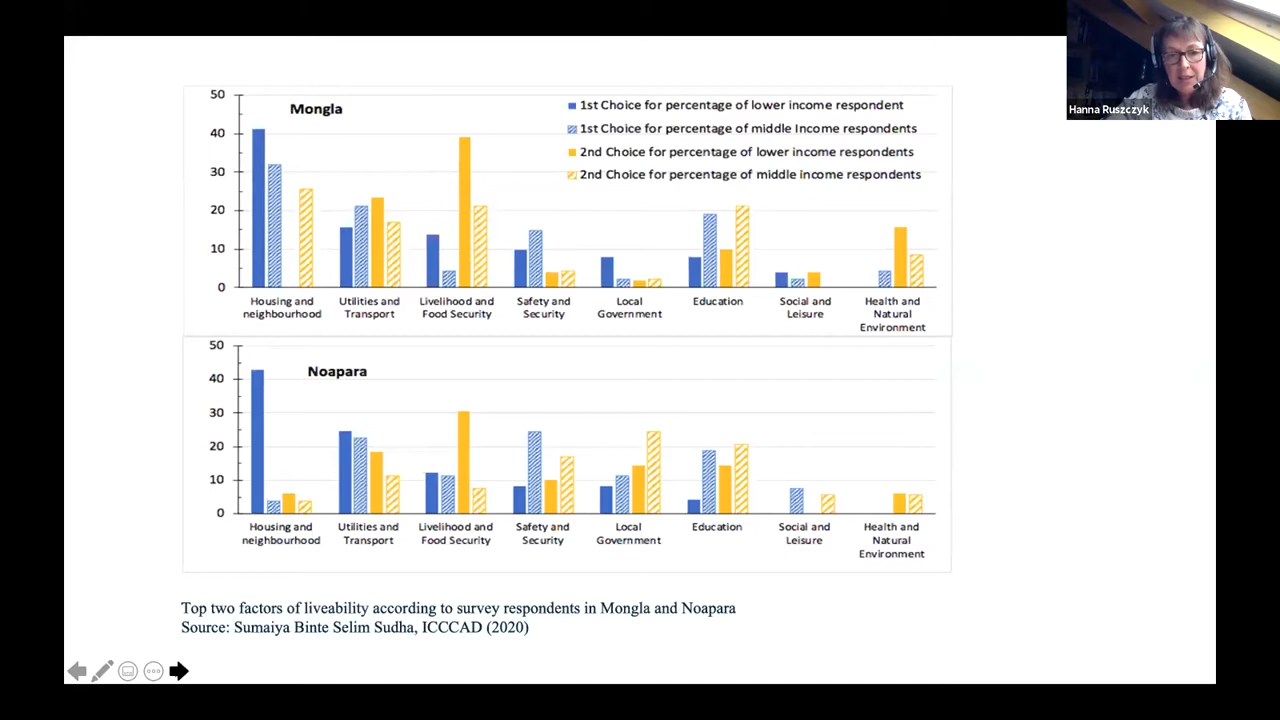 Hanna Ruszczyk
50
40
30
20
10
0
Mongla
1st Choice for percentage of lower income respondent
1st Choice for percentage of middle Income respondents
2nd Choice for percentage of lower income respondents
2nd Choice for percentage of middle income respondents
Housing and
neighbourhood
Utilities and
Transport
Livelihood and
Food Security
Safety and
Security
Local
Government
Education
Social and
Leisure
Health and
Natural
Environment
50
40
30
20
10
0
Noapara
Housing and
neighbourhood
Utilities and
Transport
Livelihood and
Food Security
Safety and
Security
Local
Government
Education
Social and
Leisure
Health and
Natural
Environment
Top two factors of liveability according to survey respondents in Mongla and Noapara
Source: Sumaiya Binte Selim Sudha, ICCCAD (2020)